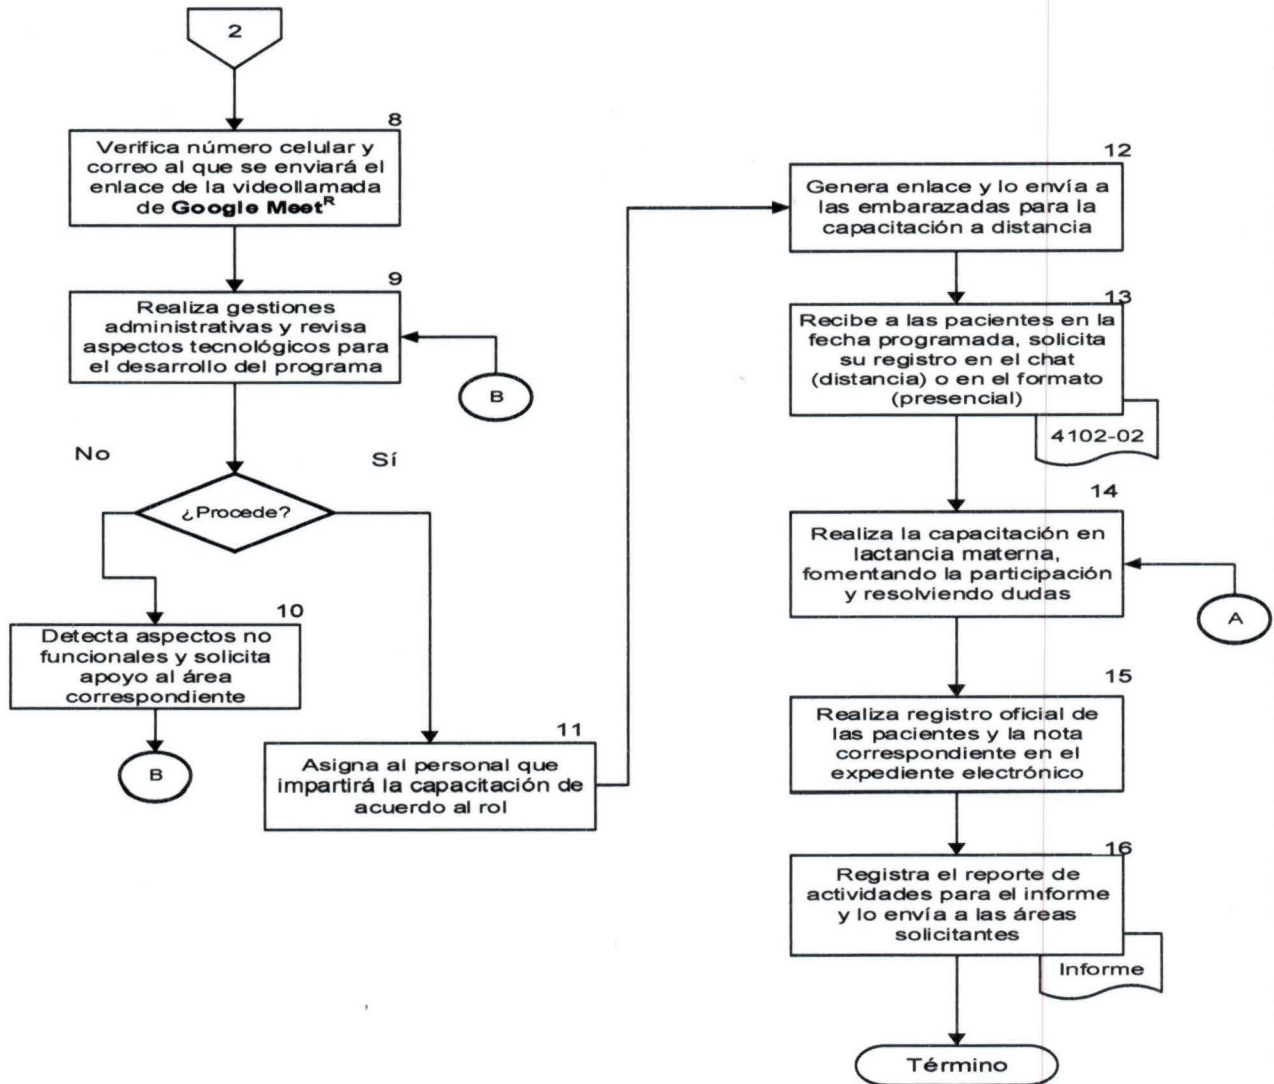 2
8
Verifica número celular y
correo al que se enviará el
enlace de la videollamada
de Google Meet^R
9
Realiza gestiones
administrativas y revisa
aspectos tecnológicos para
el desarrollo del programa
B
No
Sí
¿Procede?
10
Detecta aspectos no
funcionales y solicita
apoyo al área
correspondiente
B
11
Asigna al personal que
impartirá la capacitación de
acuerdo al rol
12
Genera enlace y lo envía a
las embarazadas para la
capacitación a distancia
13
Recibe a las pacientes en la
fecha programada, solicita
su registro en el chat
(distancia) o en el formato
(presencial)
4102-02
14
Realiza la capacitación en
lactancia materna,
fomentando la participación
y resolviendo dudas
A
15
Realiza registro oficial de
las pacientes y la nota
correspondiente en el
expediente electrónico
16
Registra el reporte de
actividades para el informe
y lo envía a las áreas
solicitantes
Informe
Término